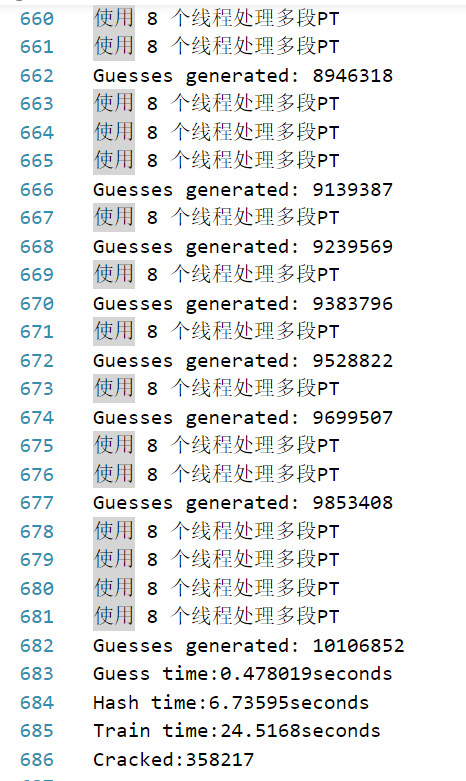 660 使用 8 个线程处理多段PT
661 使用 8 个线程处理多段PT
662 Guesses generated: 8946318
663 使用 8 个线程处理多段PT
664 使用 8 个线程处理多段PT
665 使用 8 个线程处理多段PT
666 Guesses generated: 9139387
667 使用 8 个线程处理多段PT
668 Guesses generated: 9239569
669 使用 8 个线程处理多段PT
670 Guesses generated: 9383796
671 使用 8 个线程处理多段PT
672 Guesses generated: 9528822
673 使用 8 个线程处理多段PT
674 Guesses generated: 9699507
675 使用 8 个线程处理多段PT
676 使用 8 个线程处理多段PT
677 Guesses generated: 9853408
678 使用 8 个线程处理多段PT
679 使用 8 个线程处理多段PT
680 使用 8 个线程处理多段PT
681 使用 8 个线程处理多段PT
682 Guesses generated: 10106852
683 Guess time:0.478019seconds
684 Hash time:6.73595seconds
685 Train time:24.5168seconds
686 Cracked:358217